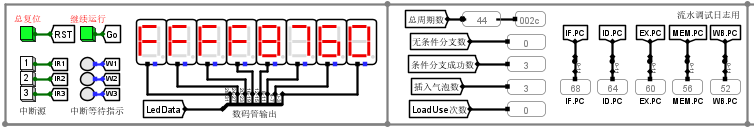 总复位
继续运行
RST
Go
1 IR1
2 IR2
3 IR3
W1
W2
W3
中断源
中断等待指示
LedData
数码管输出
总周期数 44 002c
无条件分支数 0
条件分支成功数 3
插入气泡数 3
LoadUse次数 0
流水调试日志用
IF.PC ID.PC EX.PC MEM.PC WB.PC
68 64 60 56 52
IF.PC ID.PC EX.PC MEM.PC WB.PC